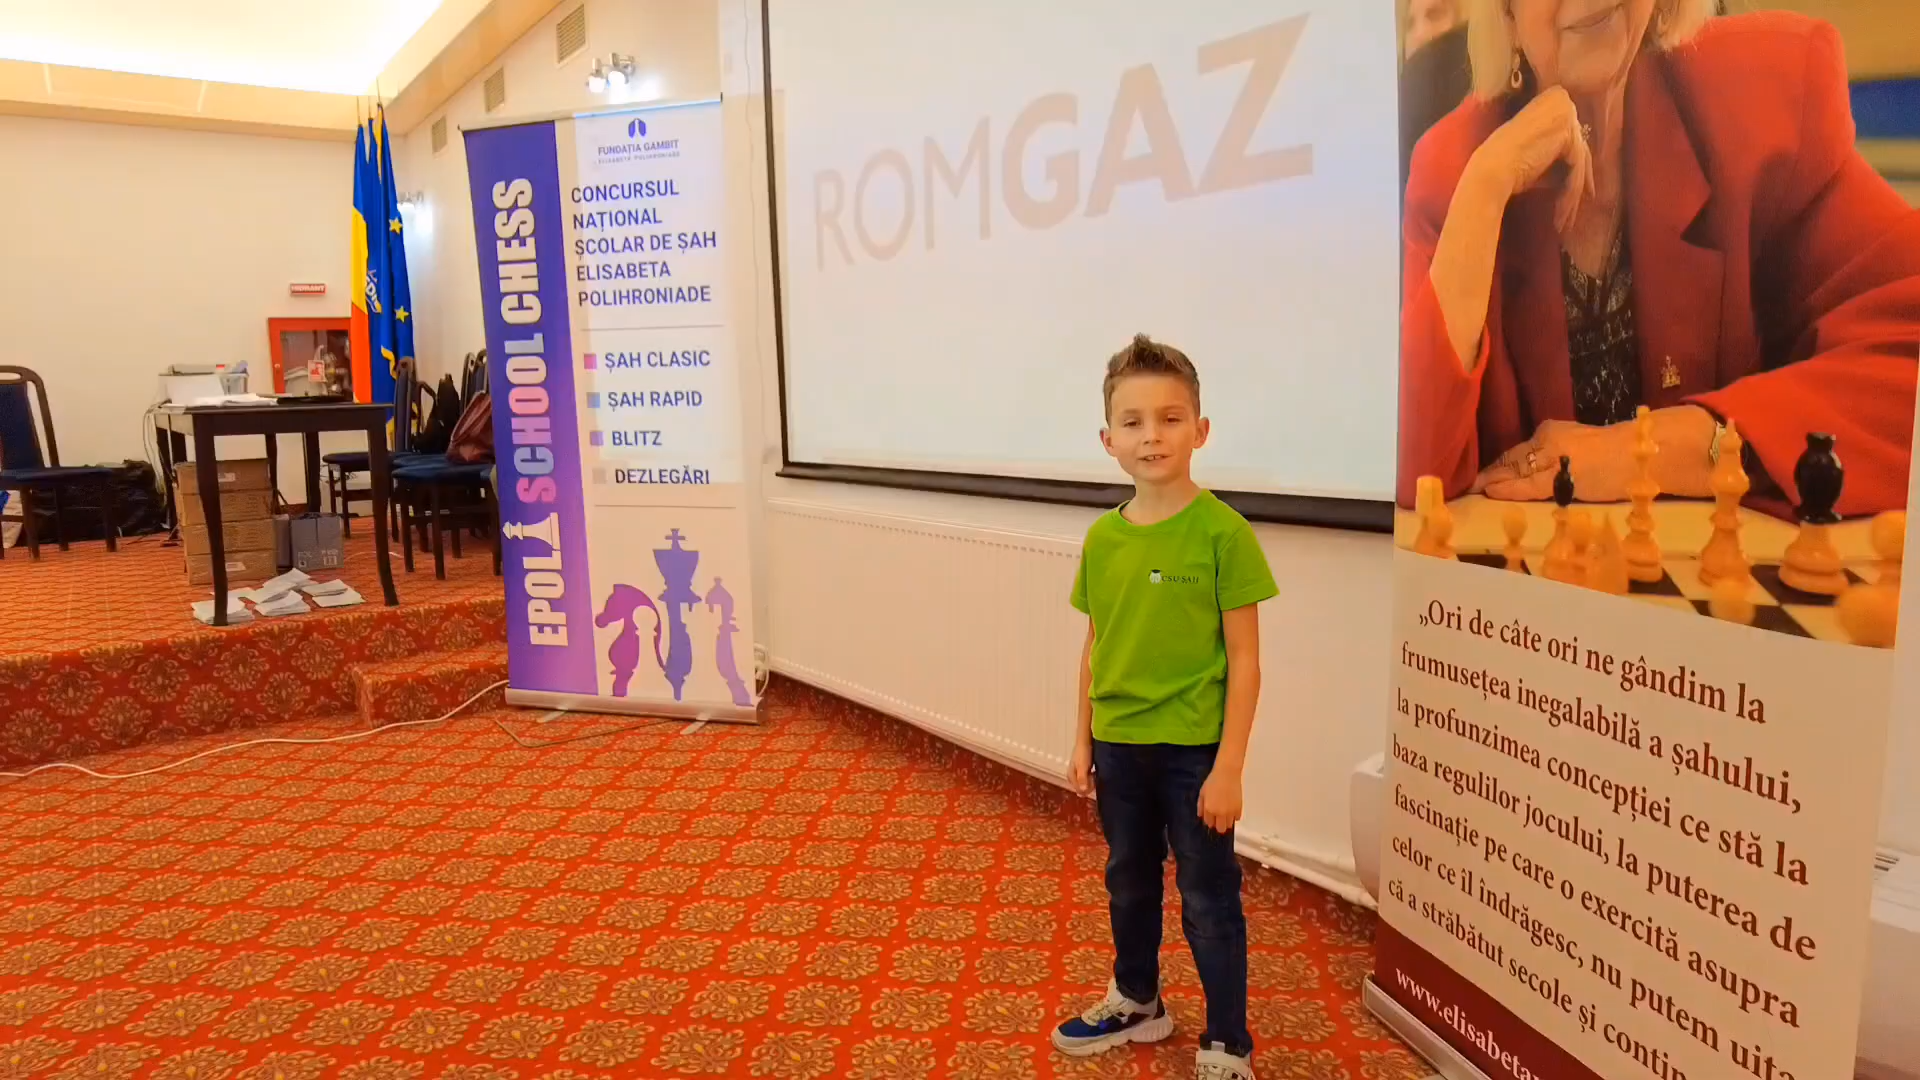 HIDRANT
EPOL SCHOOL CHESS
FUNDAȚIA GAMBIT
ELISABETA POLIHRONIADE
CONCURSUL
NAȚIONAL
ȘCOLAR DE ȘAH
ELISABETA
POLIHRONIADE
ȘAH CLASIC
ȘAH RAPID
BLITZ
DEZLEGĂRI
ROMGAZ
CSU ȘAH
„Ori de câte ori ne gândim la
frumusețea inegalabilă a șahului,
la profunzimea concepției ce stă la
baza regulilor jocului, la puterea de
fascinație pe care o exercită asupra
celor ce îl îndrăgesc, nu putem uita
că a străbătut secole și contin
www.elisabeta